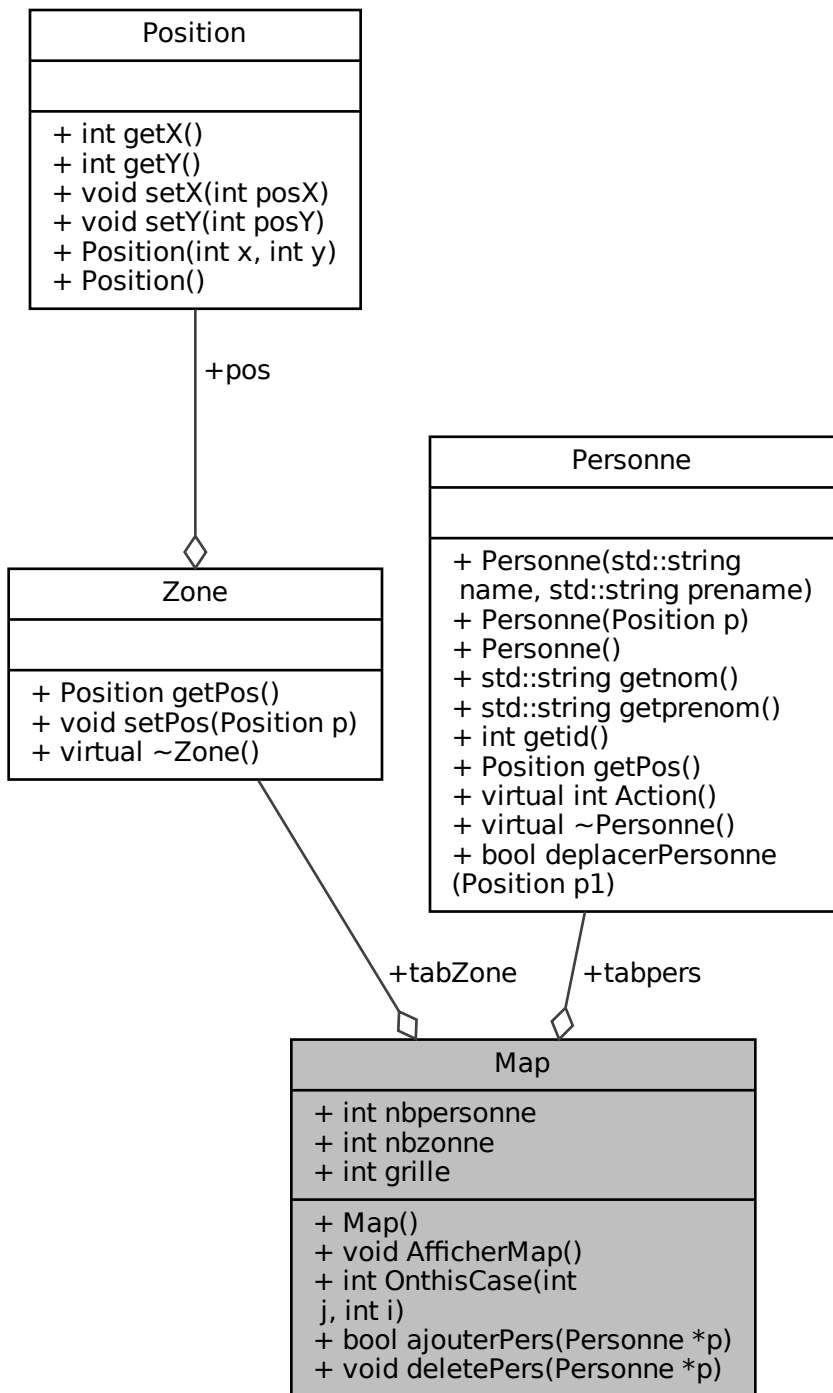 Position
+ int getX()
+ int getY()
+ void setX(int posX)
+ void setY(int posY)
+ Position(int x, int y)
+ Position()
+pos
Zone
+ Position getPos()
+ void setPos(Position p)
+ virtual ~Zone()
Personne
+ Personne(std::string
name, std::string prename)
+ Personne(Position p)
+ Personne()
+ std::string getnom()
+ std::string getprenom()
+ int getid()
+ Position getPos()
+ virtual int Action()
+ virtual ~Personne()
+ bool deplacerPersonne
(Position p1)
+tabZone
+tabpers
Map
+ int nbpersonne
+ int nbzonne
+ int grille
+ Map()
+ void AfficherMap()
+ int OnthisCase(int
j, int i)
+ bool ajouterPers(Personne *p)
+ void deletePers(Personne *p)